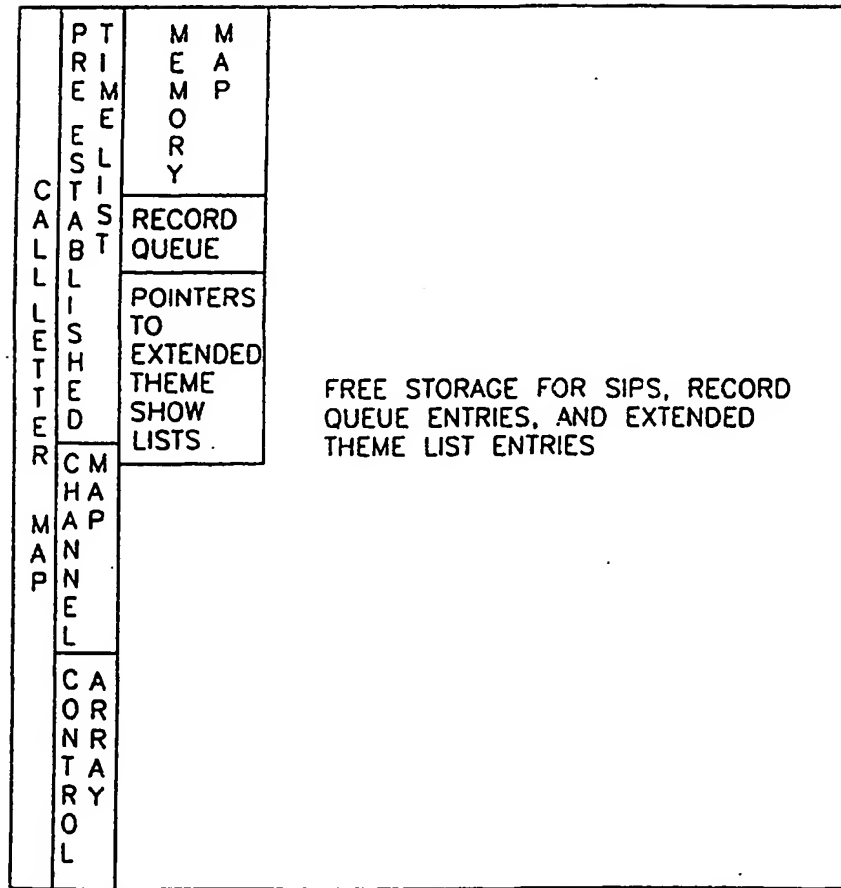 CALL LETTER MAP
PRE ESTABLISHED
TIME LIST
CHANNEL
MAP
CONTROL
ARRAY
MEMORY
MAP
RECORD
QUEUE
POINTERS
TO
EXTENDED
THEME
SHOW
LISTS
FREE STORAGE FOR SIPS, RECORD
QUEUE ENTRIES, AND EXTENDED
THEME LIST ENTRIES